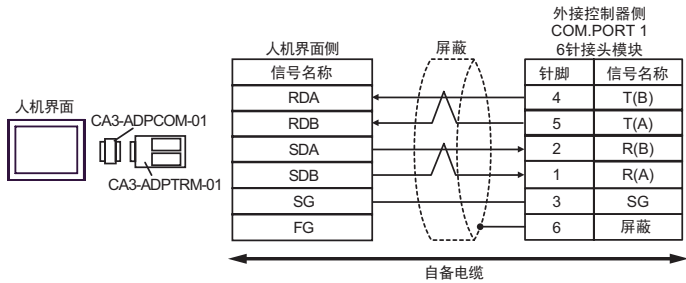 外接控制器侧
COM.PORT 1
人机界面侧 屏蔽 6针接头模块
信号名称 针脚 信号名称
RDA 4 T(B)
RDB 5 T(A)
SDA 2 R(B)
SDB 1 R(A)
SG 3 SG
FG 6 屏蔽
人机界面
CA3-ADPCOM-01
CA3-ADPTRM-01
自备电缆